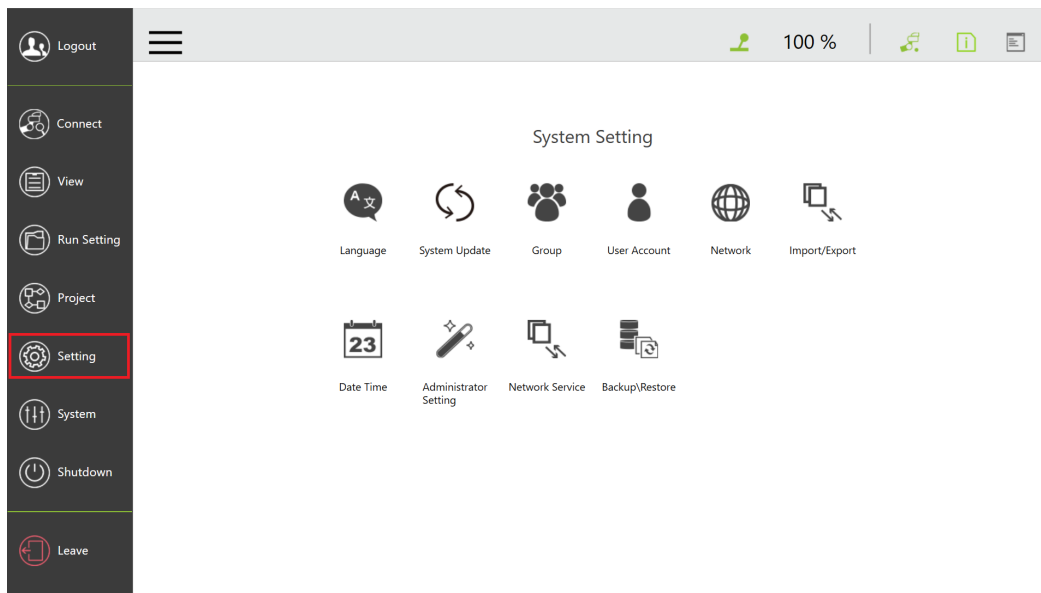 Logout
Connect
View
Run Setting
Project
Setting
System
Shutdown
Leave
100 %
System Setting
A 文
Language
System Update
Group
User Account
Network
Import/Export
23
Date Time
Administrator
Setting
Network Service
Backup\Restore